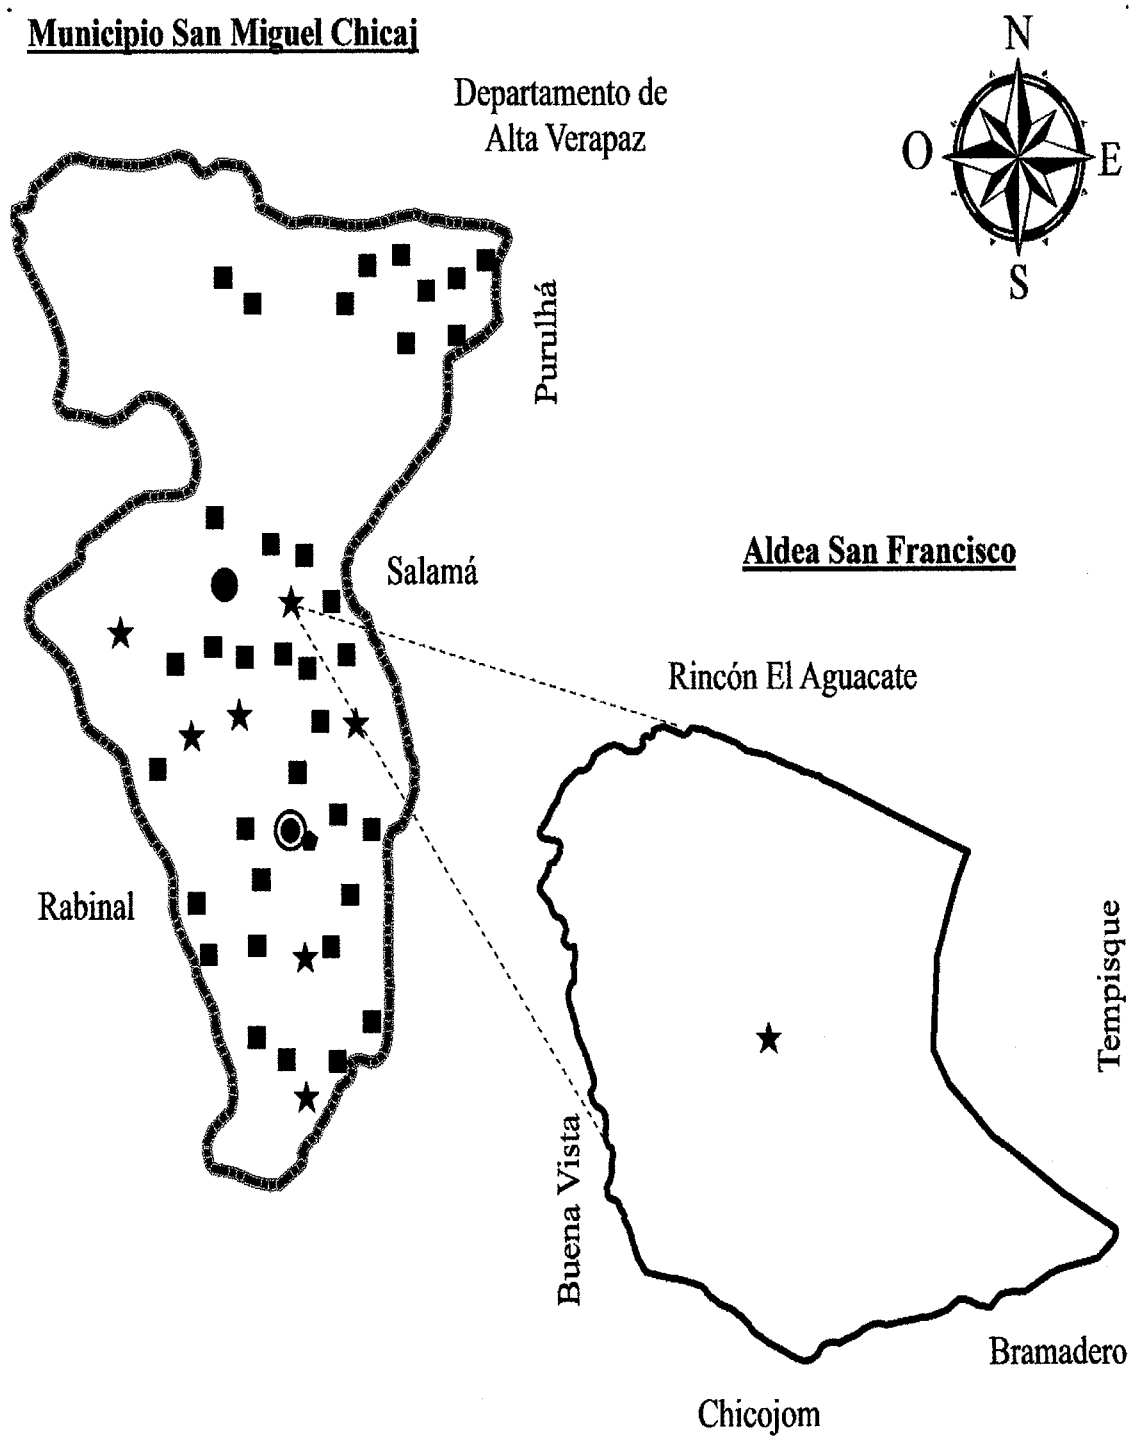 Municipio San Miguel Chicaj
Departamento de
Alta Verapaz
N
O
E
S
Purulhá
Salamá
Aldea San Francisco
Rincón El Aguacate
Rabinal
Tempisque
Buena Vista
Bramadero
Chicojom